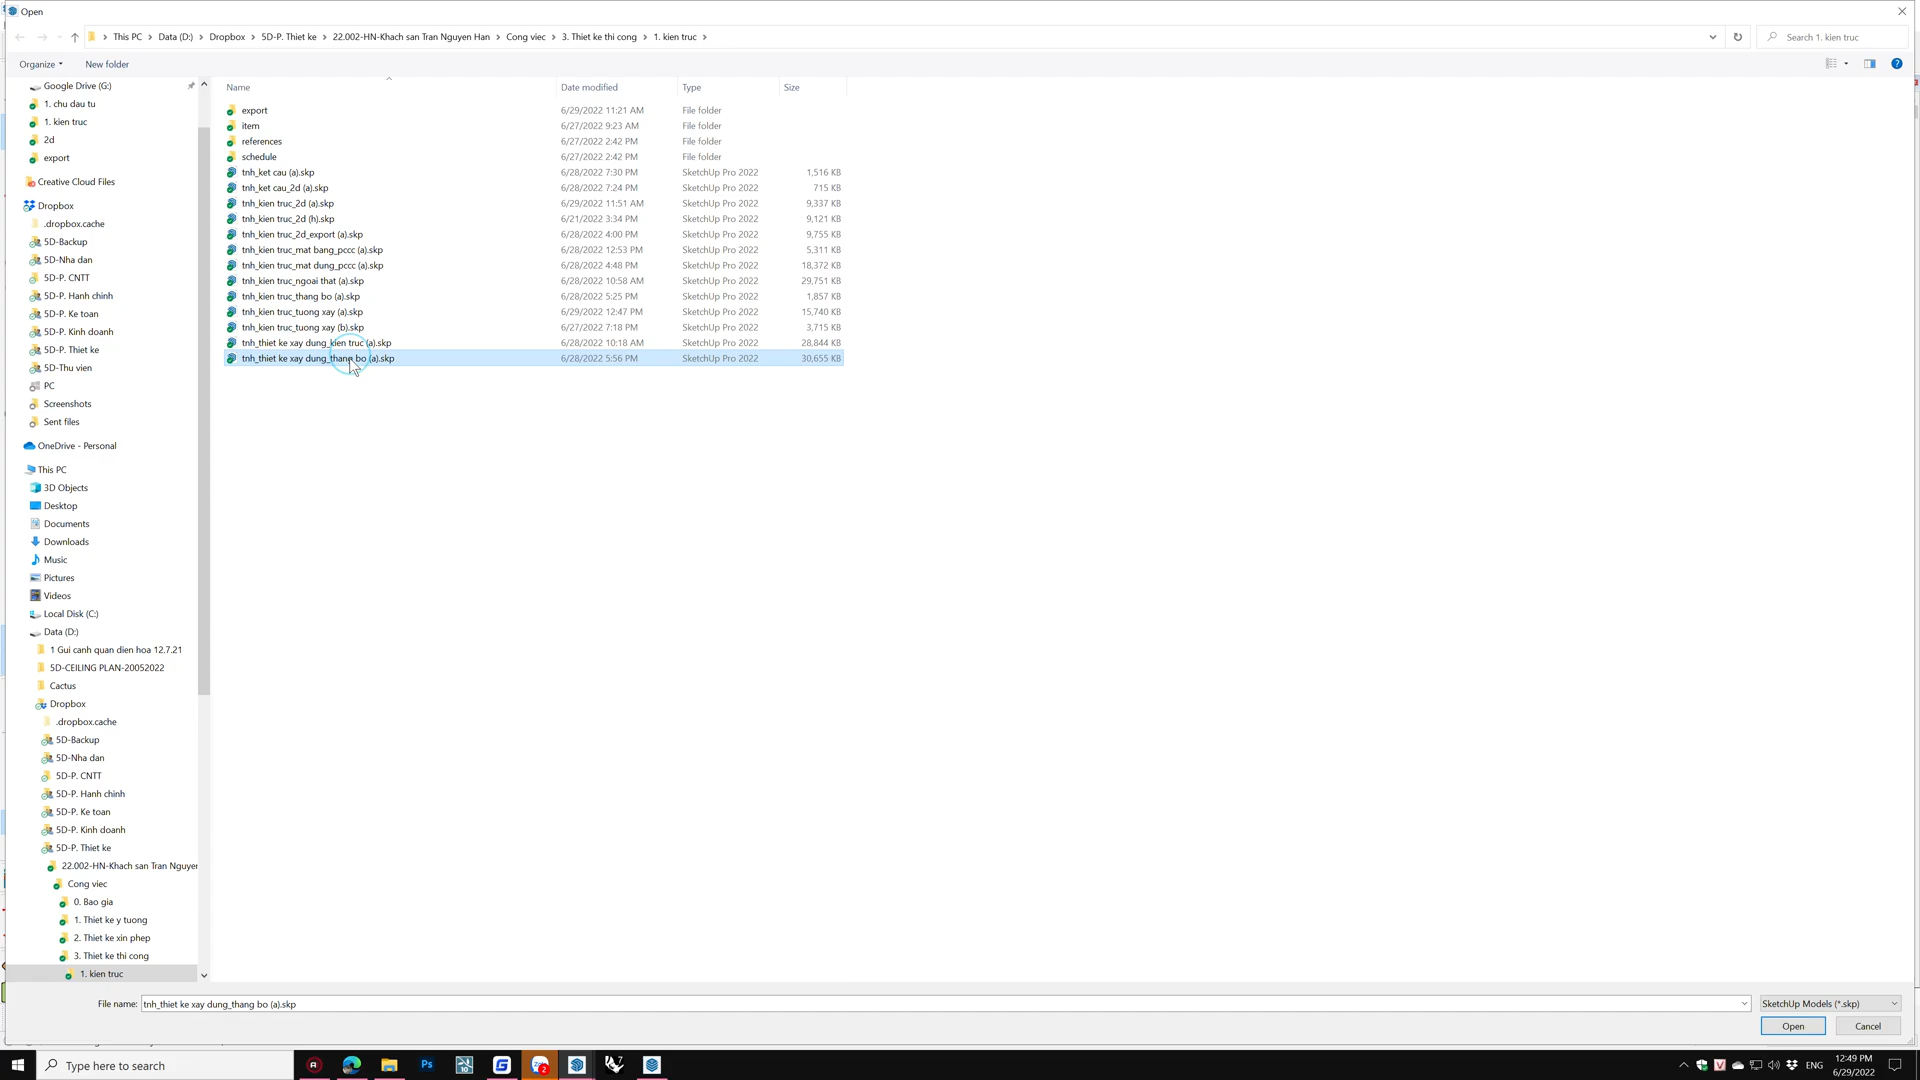 Open
This PC > Data (D:) > Dropbox > 5D-P. Thiet ke > 22.002-HN-Khach san Tran Nguyen Han > Cong viec > 3. Thiet ke thi cong > 1. kien truc >
Search 1. kien truc
Organize
New folder
Google Drive (G:)
1. chu dau tu
1. kien truc
2d
export
Creative Cloud Files
Dropbox
.dropbox.cache
5D-Backup
5D-Nha dan
5D-P. CNTT
5D-P. Hanh chinh
5D-P. Ke toan
5D-P. Kinh doanh
5D-P. Thiet ke
5D-Thu vien
PC
Screenshots
Sent files
OneDrive - Personal
This PC
3D Objects
Desktop
Documents
Downloads
Music
Pictures
Videos
Local Disk (C:)
Data (D:)
1 Gui canh quan dien hoa 12.7.21
5D-CEILING PLAN-20052022
Cactus
Dropbox
.dropbox.cache
5D-Backup
5D-Nha dan
5D-P. CNTT
5D-P. Hanh chinh
5D-P. Ke toan
5D-P. Kinh doanh
5D-P. Thiet ke
22.002-HN-Khach san Tran Nguyen
Cong viec
0. Bao gia
1. Thiet ke y tuong
2. Thiet ke xin phep
3. Thiet ke thi cong
1. kien truc
Name Date modified Type Size
export 6/29/2022 11:21 AM File folder
item 6/27/2022 9:23 AM File folder
references 6/27/2022 2:42 PM File folder
schedule 6/27/2022 2:42 PM File folder
tnh_ket cau (a).skp 6/28/2022 7:30 PM SketchUp Pro 2022 1,516 KB
tnh_ket cau_2d (a).skp 6/28/2022 7:24 PM SketchUp Pro 2022 715 KB
tnh_kien truc_2d (a).skp 6/29/2022 11:51 AM SketchUp Pro 2022 9,337 KB
tnh_kien truc_2d (h).skp 6/21/2022 3:34 PM SketchUp Pro 2022 9,121 KB
tnh_kien truc_2d_export (a).skp 6/28/2022 4:00 PM SketchUp Pro 2022 9,755 KB
tnh_kien truc_mat bang_pccc (a).skp 6/28/2022 12:53 PM SketchUp Pro 2022 5,311 KB
tnh_kien truc_mat dung_pccc (a).skp 6/28/2022 4:48 PM SketchUp Pro 2022 18,372 KB
tnh_kien truc_ngoai that (a).skp 6/28/2022 10:58 AM SketchUp Pro 2022 29,751 KB
tnh_kien truc_thang bo (a).skp 6/28/2022 5:25 PM SketchUp Pro 2022 1,857 KB
tnh_kien truc_tuong xay (a).skp 6/29/2022 12:47 PM SketchUp Pro 2022 15,740 KB
tnh_kien truc_tuong xay (b).skp 6/27/2022 7:18 PM SketchUp Pro 2022 3,715 KB
tnh_thiet ke xay dung_kien truc (a).skp 6/28/2022 10:18 AM SketchUp Pro 2022 28,844 KB
tnh_thiet ke xay dung_thang bo (a).skp 6/28/2022 5:56 PM SketchUp Pro 2022 30,655 KB
File name: tnh_thiet ke xay dung_thang bo (a).skp
SketchUp Models (*.skp)
Open
Cancel
Type here to search
Ps
2
ENG
12:49 PM
6/29/2022